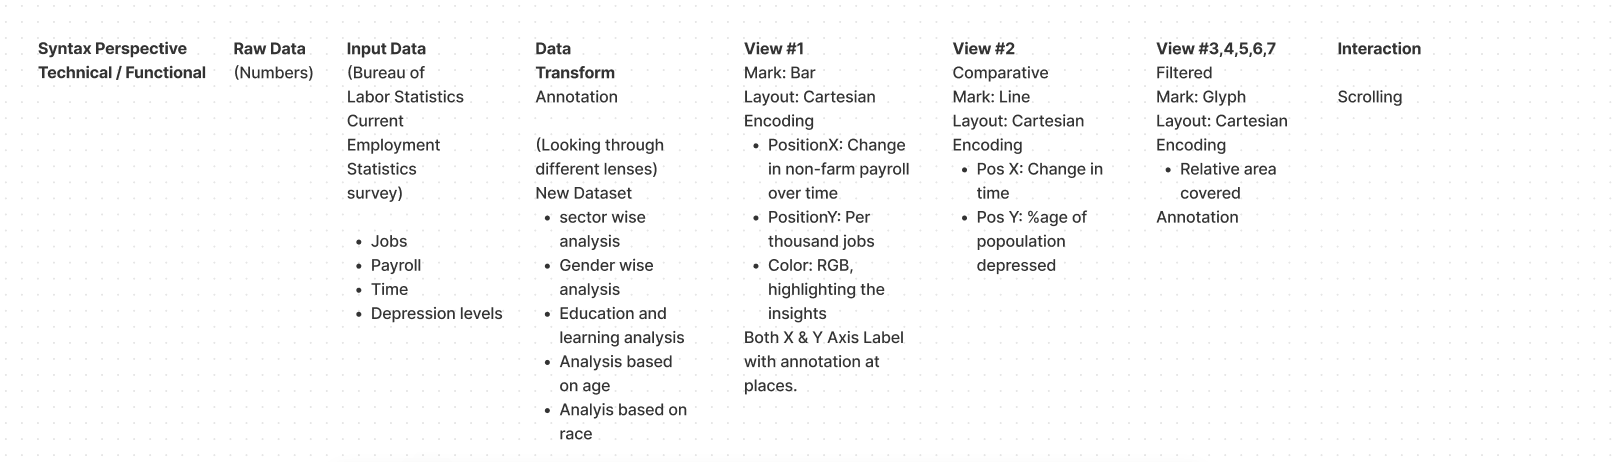 Syntax Perspective
Technical / Functional
Raw Data
(Numbers)
Input Data
(Bureau of
Labor Statistics
Current
Employment
Statistics
survey)
• Jobs
• Payroll
• Time
• Depression levels
Data
Transform
Annotation
(Looking through
different lenses)
New Dataset
• sector wise
analysis
• Gender wise
analysis
• Education and
learning analysis
• Analysis based
on age
• Analyis based on
race
View #1
Mark: Bar
Layout: Cartesian
Encoding
• PositionX: Change
in non-farm payroll
over time
• PositionY: Per
thousand jobs
• Color: RGB,
highlighting the
insights
Both X & Y Axis Label
with annotation at
places.
View #2
Comparative
Mark: Line
Layout: Cartesian
Encoding
• Pos X: Change in
time
• Pos Y: %age of
popoulation
depressed
View #3,4,5,6,7
Filtered
Mark: Glyph
Layout: Cartesian
Encoding
• Relative area
covered
Annotation
Interaction
Scrolling